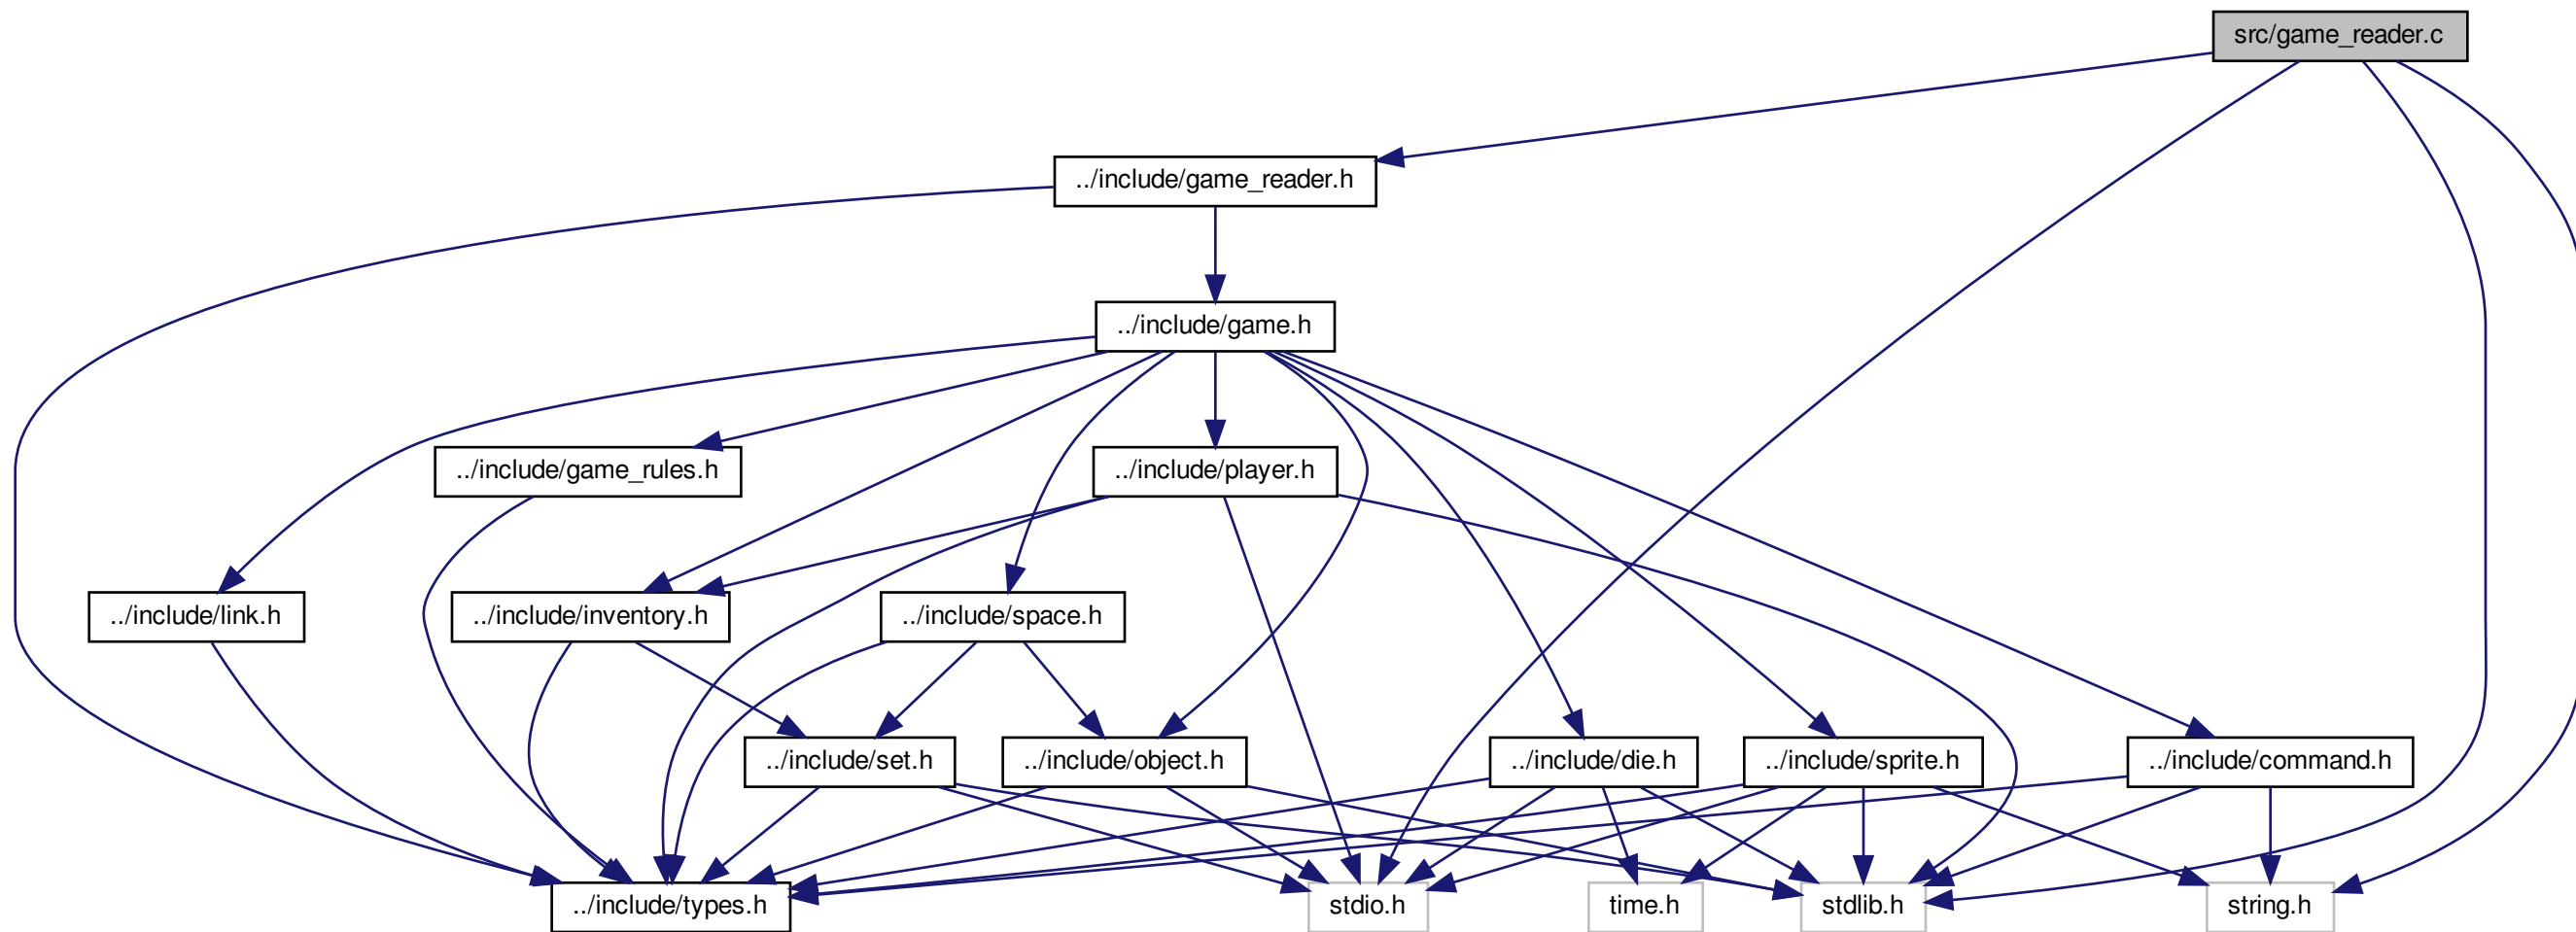 src/game_reader.c
../include/game_reader.h
../include/game.h
../include/game_rules.h
../include/player.h
../include/link.h
../include/inventory.h
../include/space.h
../include/set.h
../include/object.h
../include/die.h
../include/sprite.h
../include/command.h
../include/types.h
stdio.h
time.h
stdlib.h
string.h